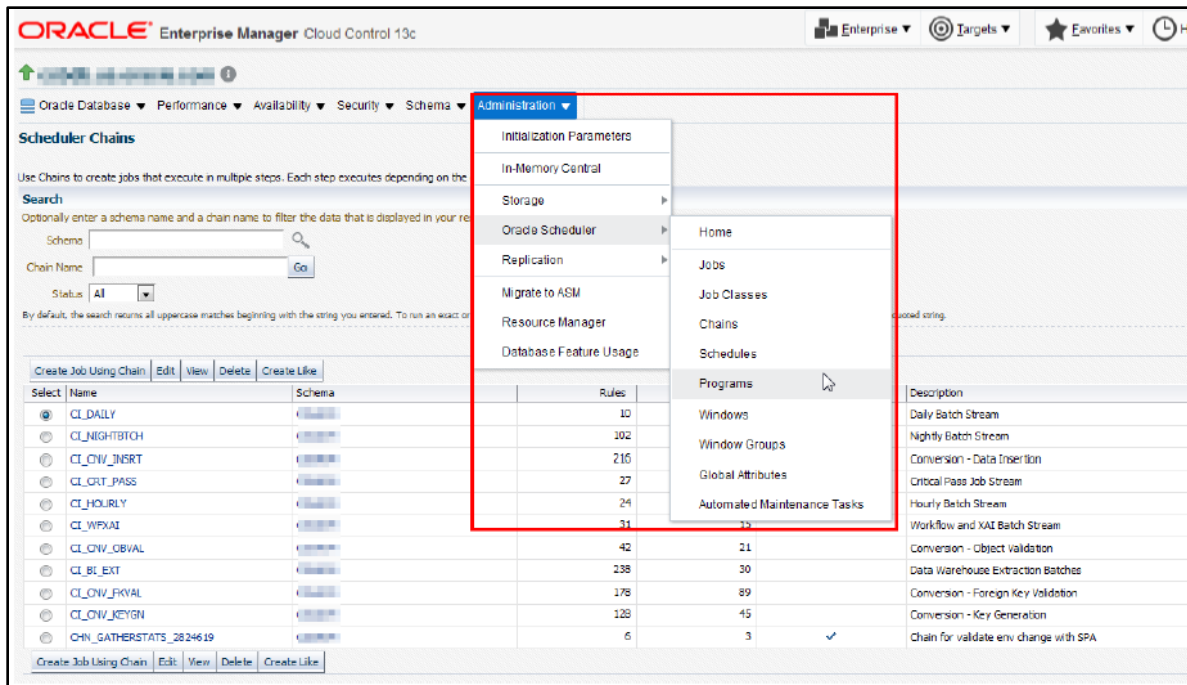 ORACLE Enterprise Manager Cloud Control 13c
Enterprise Targets Favorites H
Oracle Database Performance Availability Security Schema Administration
Scheduler Chains
Use Chains to create jobs that execute in multiple steps. Each step executes depending on the
Search
Optionally enter a schema name and a chain name to filter the data that is displayed in your re
Schema
Chain Name Go
Status All
By default, the search returns all uppercase matches beginning with the string you entered. To run an exact or
quoted string.
Initialization Parameters
In-Memory Central
Storage
Oracle Scheduler
Replication
Migrate to ASM
Resource Manager
Database Feature Usage
Home
Jobs
Job Classes
Chains
Schedules
Programs
Windows
Window Groups
Global Attributes
Automated Maintenance Tasks
Create Job Using Chain Edit View Delete Create Like
Select Name Schema Rules Description
CI_DAILY 10 Daily Batch Stream
CI_NIGHTBTCH 102 Nightly Batch Stream
CI_CNV_INSRT 216 Conversion - Data Insertion
CI_CRT_PASS 27 Critical Pass Job Stream
CI_HOURLY 24 Hourly Batch Stream
CI_WFXAI 31 15 Workflow and XAI Batch Stream
CI_CNV_OBVAL 42 21 Conversion - Object Validation
CI_BI_EXT 238 30 Data Warehouse Extraction Batches
CI_CNV_FKVAL 178 89 Conversion - Foreign Key Validation
CI_CNV_KEYGN 128 45 Conversion - Key Generation
CHN_GATHERSTATS_2824619 6 3 Chain for validate env change with SPA
Create Job Using Chain Edit View Delete Create Like